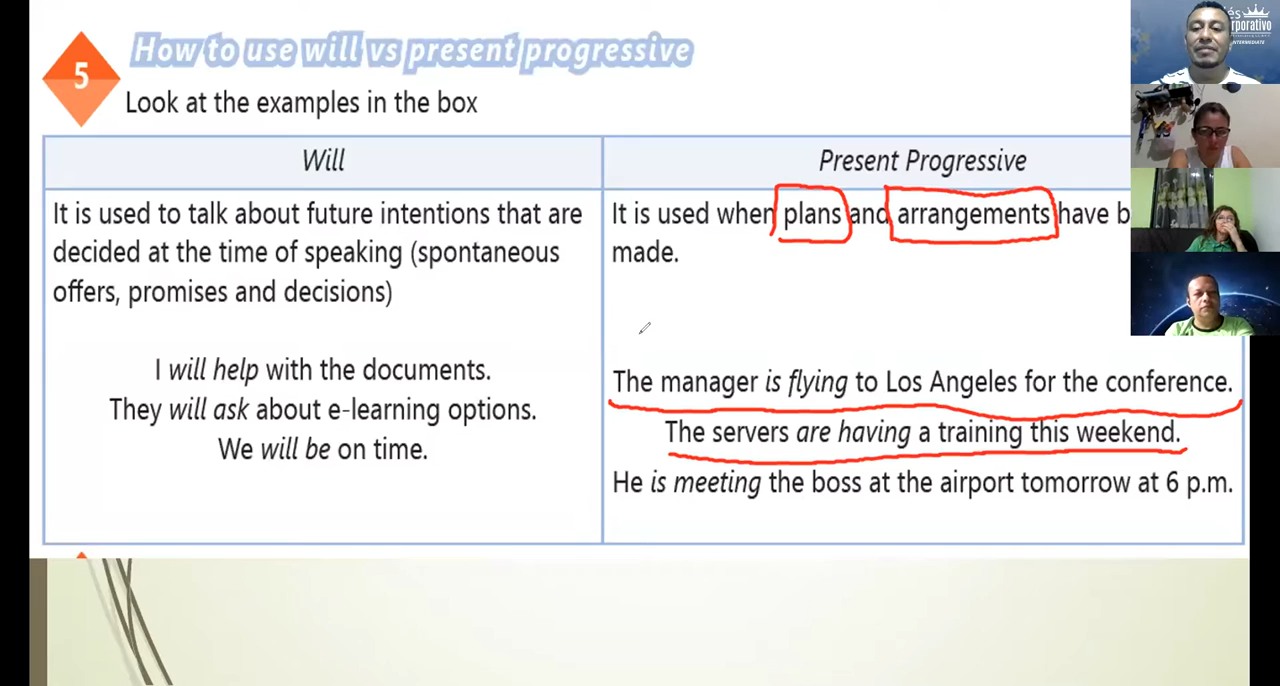 5
How to use will vs present progressive
Look at the examples in the box
Will
It is used to talk about future intentions that are
decided at the time of speaking (spontaneous
offers, promises and decisions)
I will help with the documents.
They will ask about e-learning options.
We will be on time.
Present Progressive
It is used when plans and arrangements have b
made.
The manager is flying to Los Angeles for the conference.
The servers are having a training this weekend.
He is meeting the boss at the airport tomorrow at 6 p.m.
és
rporativo
NTERMEDIATE